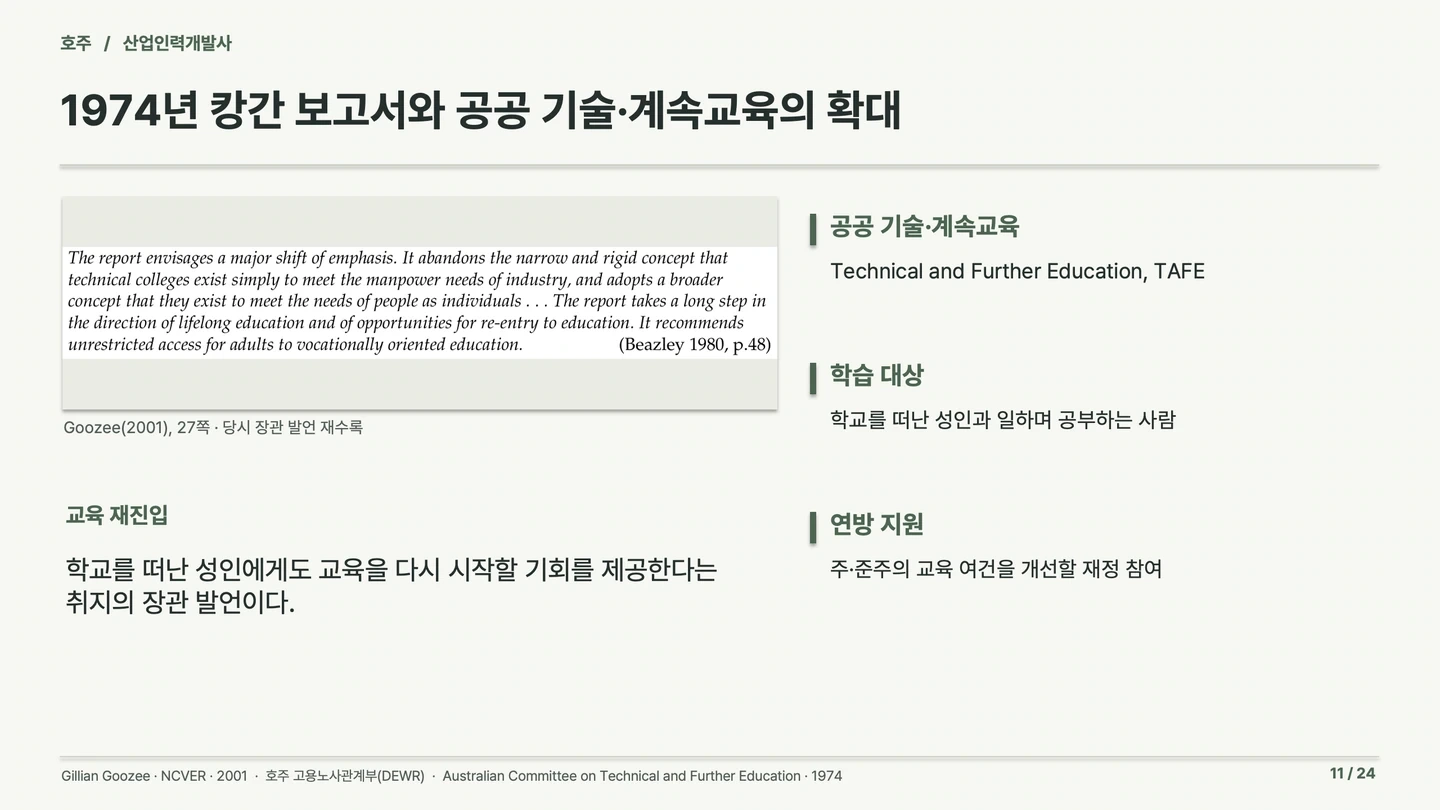 호주 / 산업인력개발사
1974년 캉간 보고서와 공공 기술·계속교육의 확대
The report envisages a major shift of emphasis. It abandons the narrow and rigid concept that
technical colleges exist simply to meet the manpower needs of industry, and adopts a broader
concept that they exist to meet the needs of people as individuals . . . The report takes a long step in
the direction of lifelong education and of opportunities for re-entry to education. It recommends
unrestricted access for adults to vocationally oriented education. (Beazley 1980, p.48)
Goozee(2001), 27쪽 · 당시 장관 발언 재수록
교육 재진입
학교를 떠난 성인에게도 교육을 다시 시작할 기회를 제공한다는
취지의 장관 발언이다.
공공 기술·계속교육
Technical and Further Education, TAFE
학습 대상
학교를 떠난 성인과 일하며 공부하는 사람
연방 지원
주·준주의 교육 여건을 개선할 재정 참여
Gillian Goozee · NCVER · 2001 · 호주 고용노사관계부(DEWR) · Australian Committee on Technical and Further Education · 1974
11 / 24